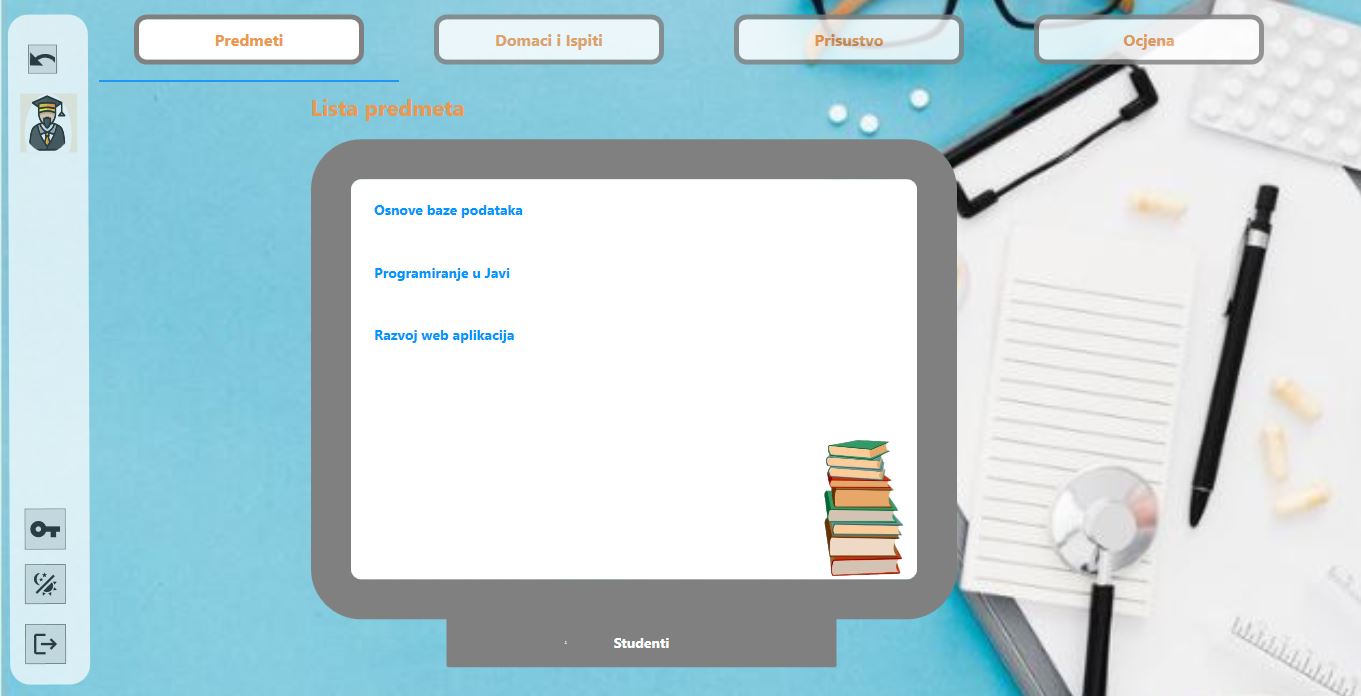 Predmeti
Domaci i Ispiti
Prisustvo
Ocjena
Lista predmeta
Osnove baze podataka
Programiranje u Javi
Razvoj web aplikacija
Studenti